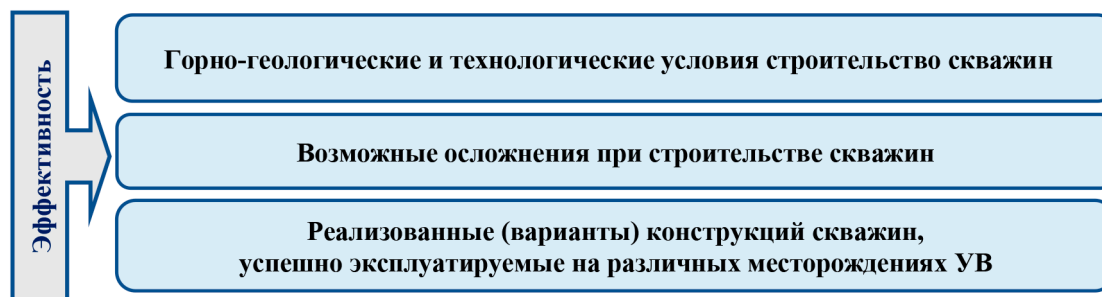 Эффективность
Горно-геологические и технологические условия строительство скважин
Возможные осложнения при строительстве скважин
Реализованные (варианты) конструкций скважин,
успешно эксплуатируемые на различных месторождениях УВ